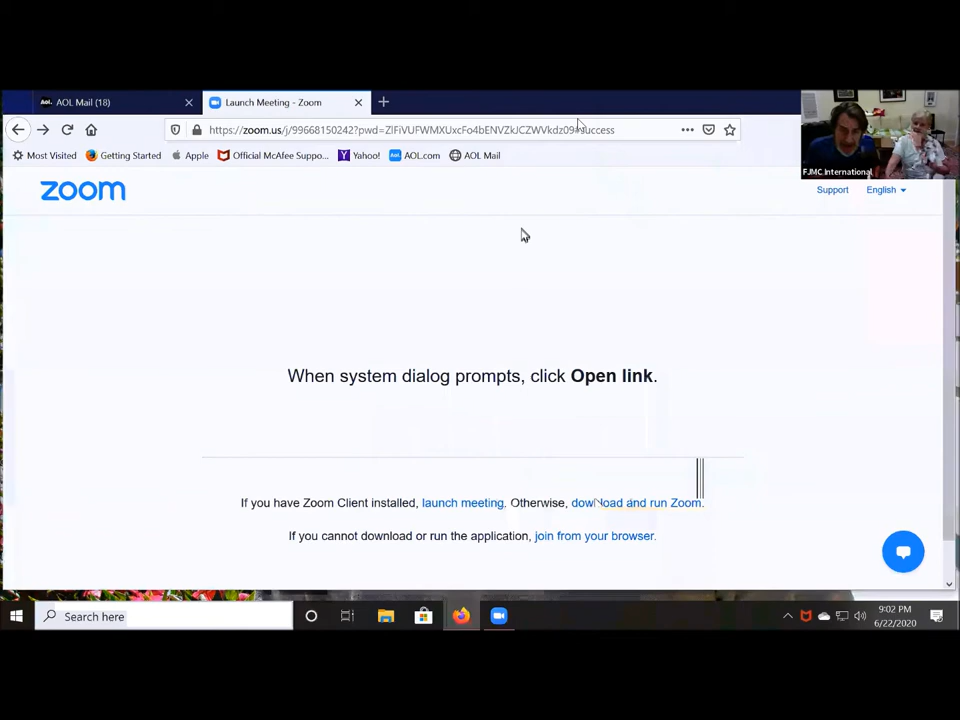 Aol. AOL Mail (18)
Launch Meeting - Zoom
https://zoom.us/j/99668150242?pwd=
Most Visited
Getting Started
Apple
Official McAfee Suppo...
Yahoo!
Aol. AOL.com
AOL Mail
FJMC International
zoom
Support
English
When system dialog prompts, click Open link.
If you have Zoom Client installed, launch meeting. Otherwise, download and run Zoom.
If you cannot download or run the application, join from your browser.
Search here
9:02 PM
6/22/2020